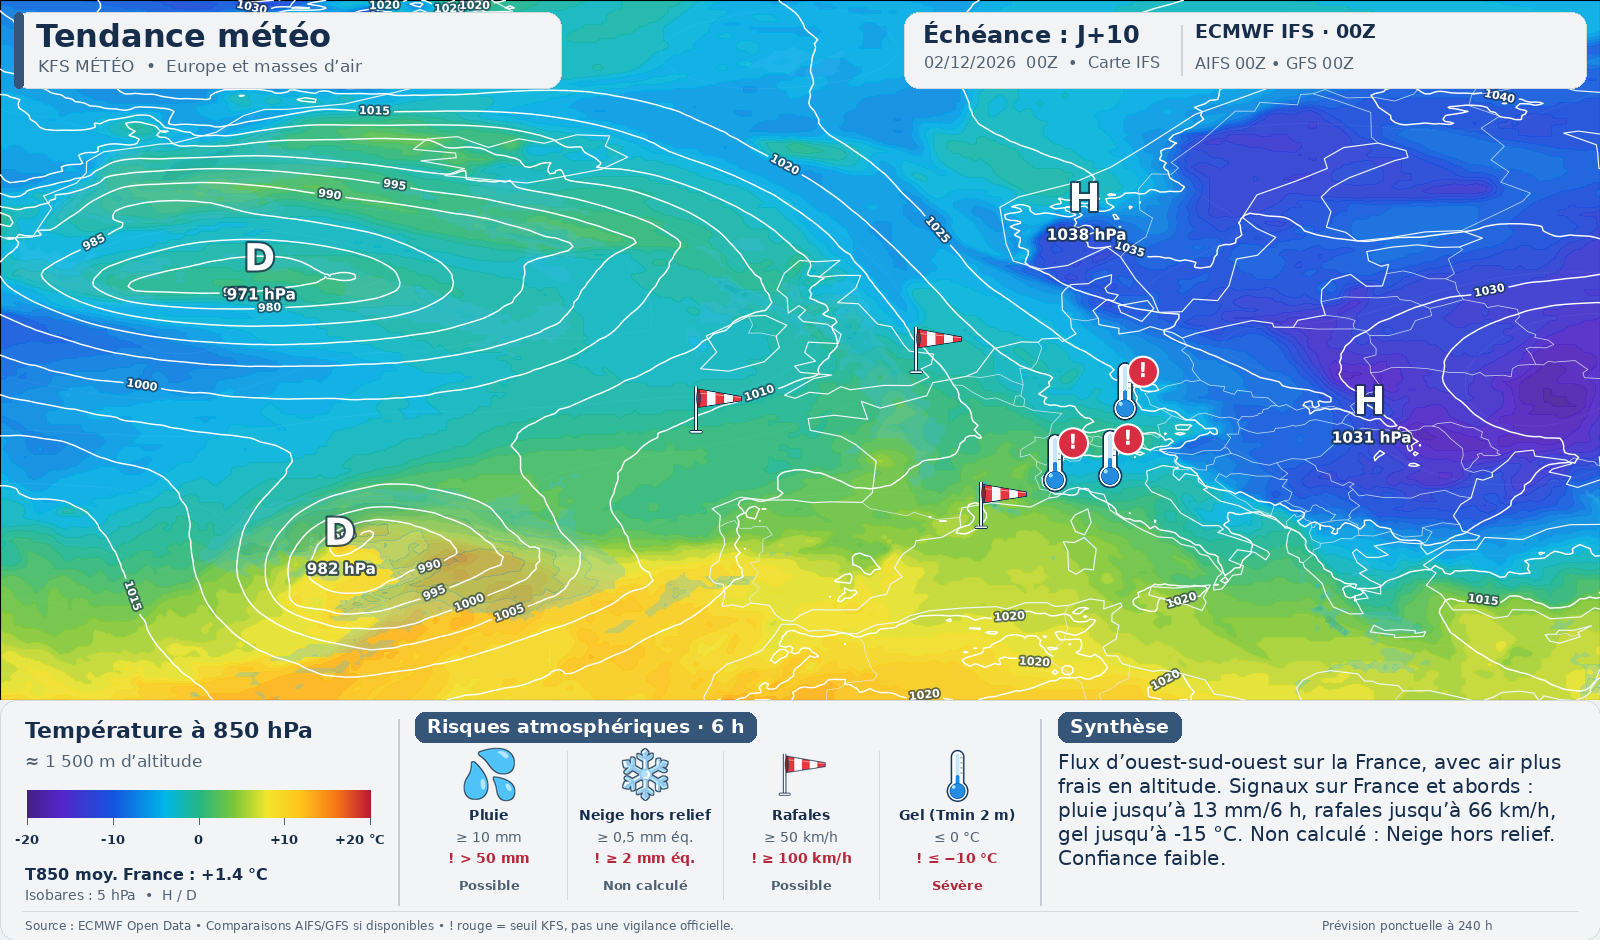 1030
1020
1020
1020
Tendance météo
KFS MÉTÉO • Europe et masses d’air
Échéance : J+10
02/12/2026 00Z • Carte IFS
ECMWF IFS · 00Z
AIFS 00Z • GFS 00Z
1040
1015
1020
995
990
H
1038 hPa
1025
1035
985
D
971 hPa
980
1030
1000
1010
!
H
1031 hPa
!
!
D
982 hPa
990
995
1000
1005
1015
1020
1015
1020
1020
1020
1020
Température à 850 hPa
≈ 1 500 m d’altitude
-20 -10 0 +10 +20 °C
T850 moy. France : +1.4 °C
Isobares : 5 hPa • H / D
Risques atmosphériques · 6 h
Pluie
≥ 10 mm
! > 50 mm
Possible
Neige hors relief
≥ 0,5 mm éq.
! ≥ 2 mm éq.
Non calculé
Rafales
≥ 50 km/h
! ≥ 100 km/h
Possible
Gel (Tmin 2 m)
≤ 0 °C
! ≤ −10 °C
Sévère
Synthèse
Flux d’ouest-sud-ouest sur la France, avec air plus
frais en altitude. Signaux sur France et abords :
pluie jusqu’à 13 mm/6 h, rafales jusqu’à 66 km/h,
gel jusqu’à -15 °C. Non calculé : Neige hors relief.
Confiance faible.
Source : ECMWF Open Data • Comparaisons AIFS/GFS si disponibles • ! rouge = seuil KFS, pas une vigilance officielle.
Prévision ponctuelle à 240 h